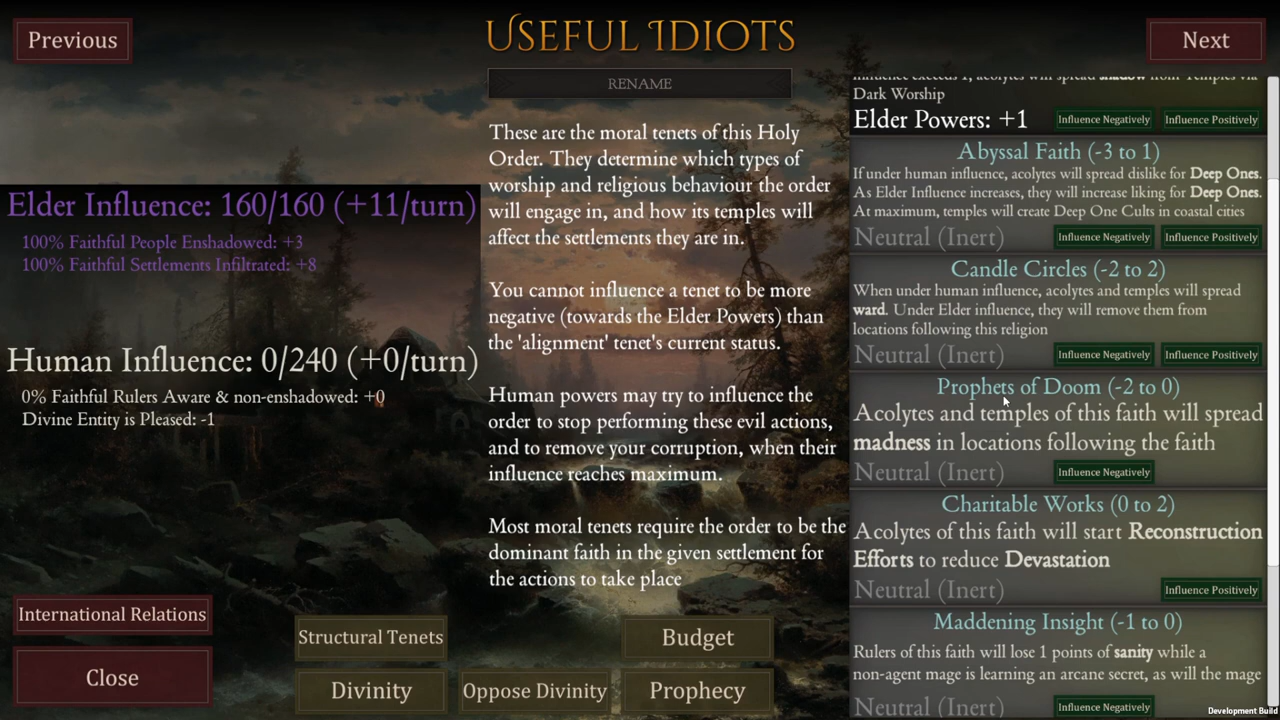 Previous
USEFUL IDIOTS
Next
RENAME
These are the moral tenets of this Holy
Order. They determine which types of
worship and religious behaviour the order
will engage in, and how its temples will
affect the settlements they are in.
You cannot influence a tenet to be more
negative (towards the Elder Powers) than
the 'alignment' tenet's current status.
Human powers may try to influence the
order to stop performing these evil actions,
and to remove your corruption, when their
influence reaches maximum.
Most moral tenets require the order to be the
dominant faith in the given settlement for
the actions to take place
Elder Influence: 160/160 (+11/turn)
100% Faithful People Enshadowed: +3
100% Faithful Settlements Infiltrated: +8
Human Influence: 0/240 (+0/turn)
0% Faithful Rulers Aware & non-enshadowed: +0
Divine Entity is Pleased: -1
influence exceeds 1, acolytes will spread shadow from Temples via
Dark Worship
Elder Powers: +1
Influence Negatively
Influence Positively
Abyssal Faith (-3 to 1)
If under human influence, acolytes will spread dislike for Deep Ones.
As Elder Influence increases, they will increase liking for Deep Ones.
At maximum, temples will create Deep One Cults in coastal cities
Neutral (Inert)
Influence Negatively
Influence Positively
Candle Circles (-2 to 2)
When under human influence, acolytes and temples will spread
ward. Under Elder influence, they will remove them from
locations following this religion
Neutral (Inert)
Influence Negatively
Influence Positively
Prophets of Doom (-2 to 0)
Acolytes and temples of this faith will spread
madness in locations following the faith
Neutral (Inert)
Influence Negatively
Charitable Works (0 to 2)
Acolytes of this faith will start Reconstruction
Efforts to reduce Devastation
Neutral (Inert)
Influence Positively
Maddening Insight (-1 to 0)
Rulers of this faith will lose 1 points of sanity while a
non-agent mage is learning an arcane secret, as will the mage
Neutral (Inert)
Influence Negatively
International Relations
Close
Structural Tenets
Budget
Divinity
Oppose Divinity
Prophecy
Development Build